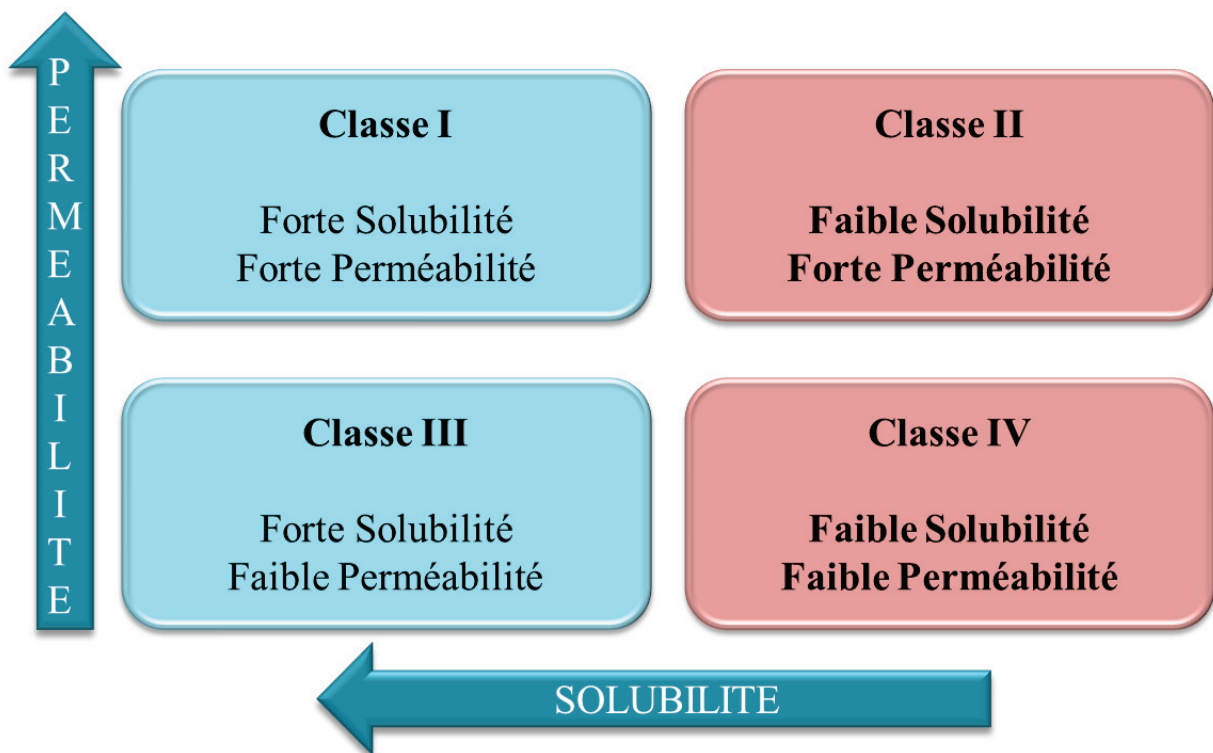 PERMEABILITE
Classe I
Forte Solubilité
Forte Perméabilité
Classe II
Faible Solubilité
Forte Perméabilité
Classe III
Forte Solubilité
Faible Perméabilité
Classe IV
Faible Solubilité
Faible Perméabilité
SOLUBILITE